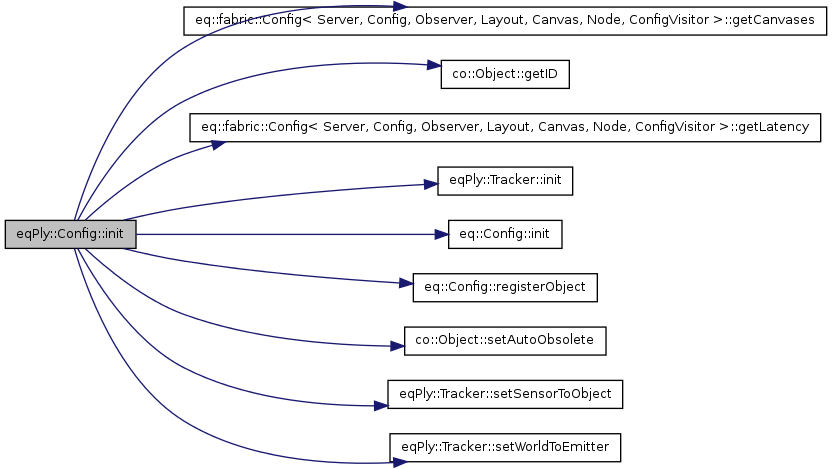 eq::fabric::Config< Server, Config, Observer, Layout, Canvas, Node, ConfigVisitor >::getCanvases
co::Object::getID
eq::fabric::Config< Server, Config, Observer, Layout, Canvas, Node, ConfigVisitor >::getLatency
eqPly::Tracker::init
eqPly::Config::init
eq::Config::init
eq::Config::registerObject
co::Object::setAutoObsolete
eqPly::Tracker::setSensorToObject
eqPly::Tracker::setWorldToEmitter